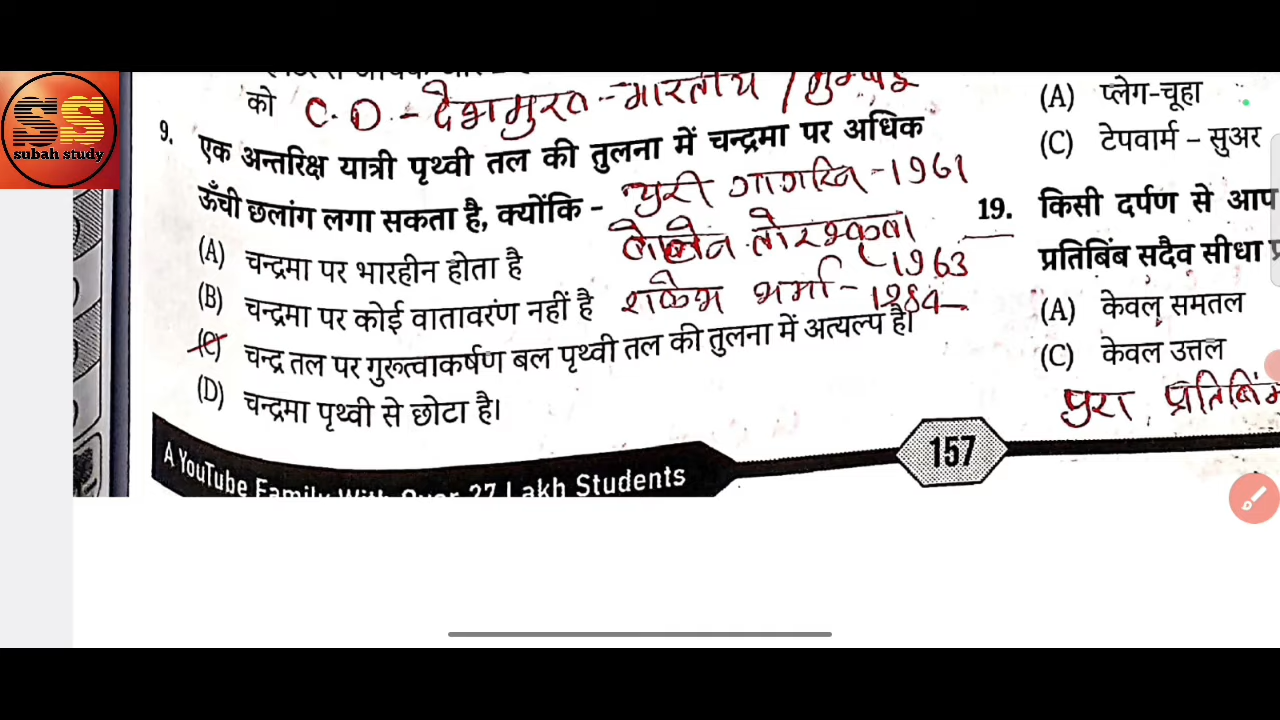 SS
subah study
को C.D. - देशमुख - भारतीय /
9. एक अन्तरिक्ष यात्री पृथ्वी तल की तुलना में चन्द्रमा पर अधिक
ऊँची छलांग लगा सकता है, क्योंकि -
(A) चन्द्रमा पर भारहीन होता है
(B) चन्द्रमा पर कोई वातावरंण नहीं है
(C) चन्द्र तल पर गुरूत्वाकर्षण बल पृथ्वी तल की तुलना में अत्यल्प है।
(D) चन्द्रमा पृथ्वी से छोटा है।
युरी गागरिन - 1961
1963
राकेश शर्मा - 1984
A YouTube Family With Over 27 Lakh Students
157
(A) प्लेग-चूहा
(C) टेपवार्म - सुअर
19. किसी दर्पण से आप
प्रतिबिंब सदैव सीधा
(A) केवल समतल
(C) केवल उत्तल
पुरा प्रतिबिंब